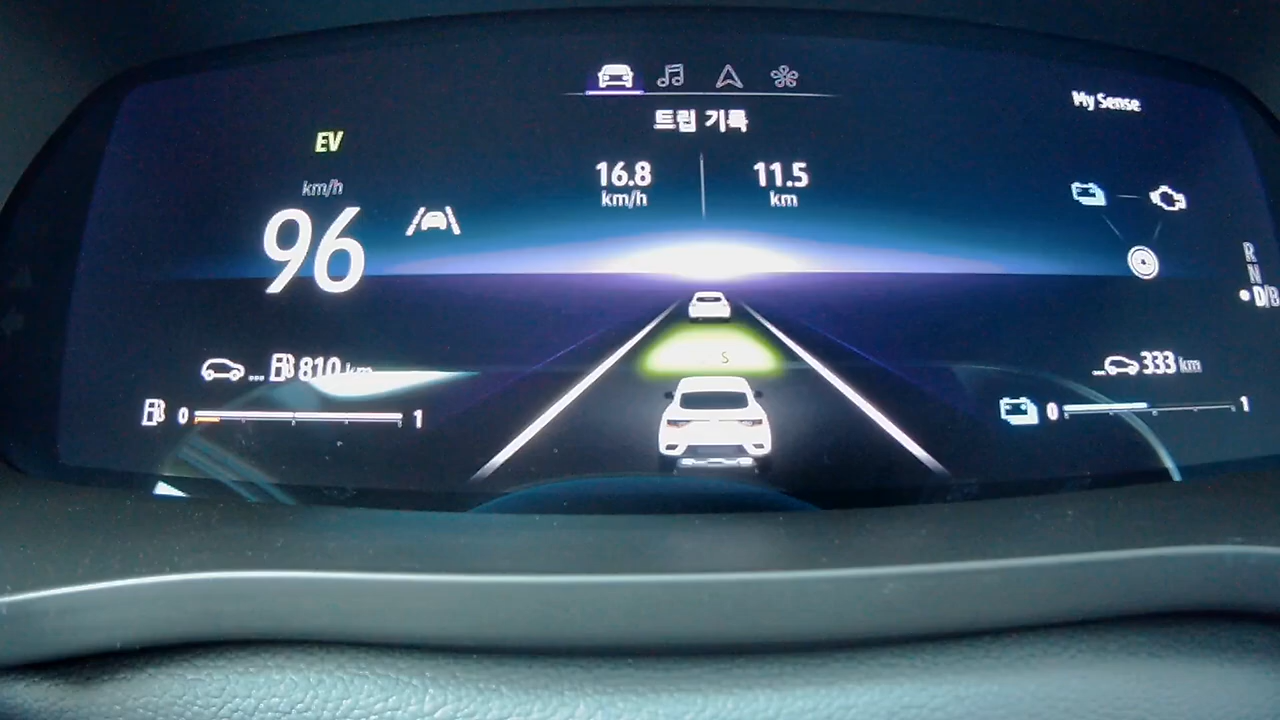 트립 기록
My Sense
EV
km/h
96
16.8
km/h
11.5
km
R
N
D/B
810 km
0 1
333 km
0 1
S